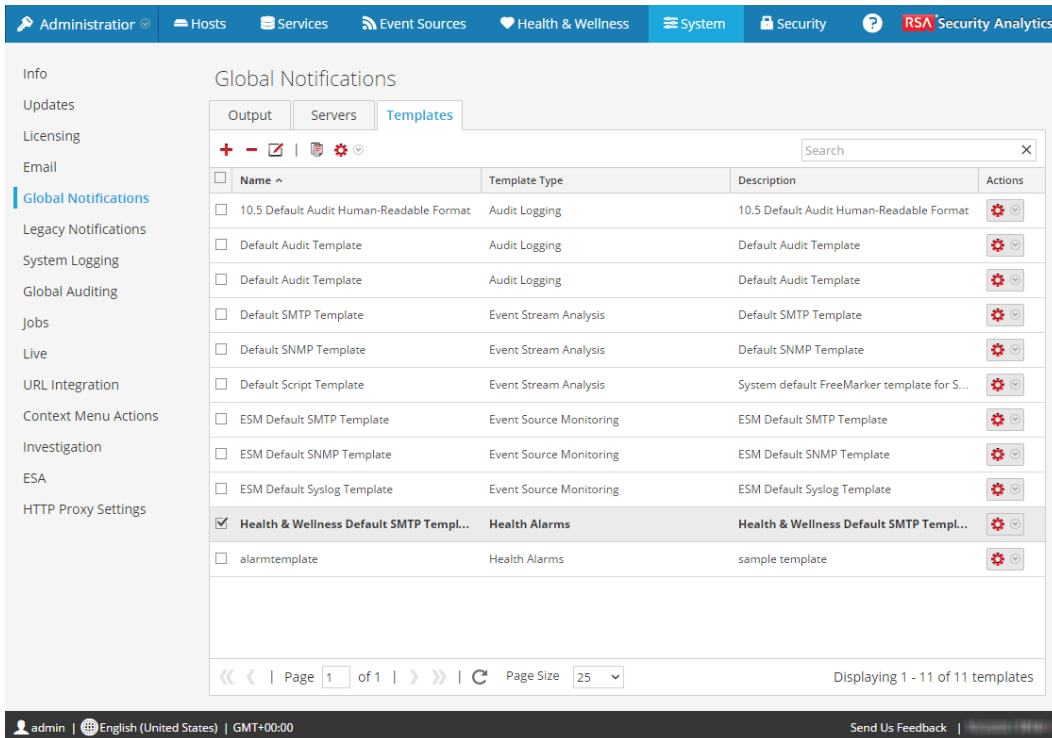 Administration Hosts Services Event Sources Health & Wellness System Security ? RSA Security Analytics
Info
Updates
Licensing
Email
Global Notifications
Legacy Notifications
System Logging
Global Auditing
Jobs
Live
URL Integration
Context Menu Actions
Investigation
ESA
HTTP Proxy Settings
Global Notifications
Output Servers Templates
Search
Name Template Type Description Actions
10.5 Default Audit Human-Readable Format Audit Logging 10.5 Default Audit Human-Readable Format
Default Audit Template Audit Logging Default Audit Template
Default Audit Template Audit Logging Default Audit Template
Default SMTP Template Event Stream Analysis Default SMTP Template
Default SNMP Template Event Stream Analysis Default SNMP Template
Default Script Template Event Stream Analysis System default FreeMarker template for S...
ESM Default SMTP Template Event Source Monitoring ESM Default SMTP Template
ESM Default SNMP Template Event Source Monitoring ESM Default SNMP Template
ESM Default Syslog Template Event Source Monitoring ESM Default Syslog Template
Health & Wellness Default SMTP Templ... Health Alarms Health & Wellness Default SMTP Templ...
alarmtemplate Health Alarms sample template
| Page 1 of 1 | | Page Size 25 Displaying 1 - 11 of 11 templates
admin | English (United States) | GMT+00:00 Send Us Feedback |